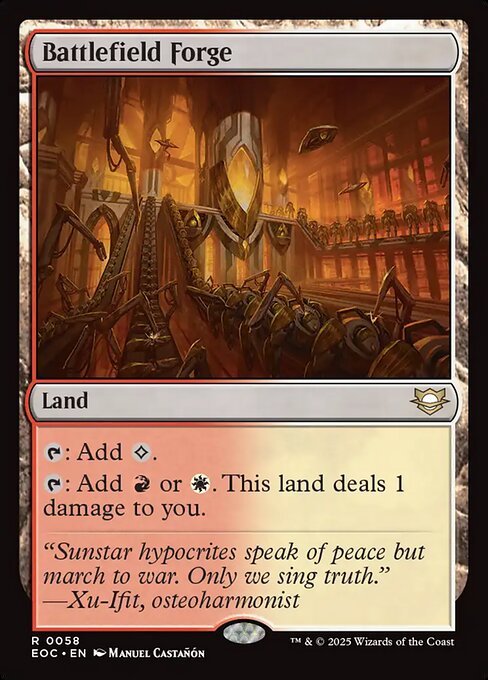 Battlefield Forge
Land
: Add .
: Add or . This land deals 1
damage to you.
“Sunstar hypocrites speak of peace but
march to war. Only we sing truth.”
—Xu-Ifit, osteoharmonist
R 0058
EOC • EN Manuel Castañón
™ & © 2025 Wizards of the Coast